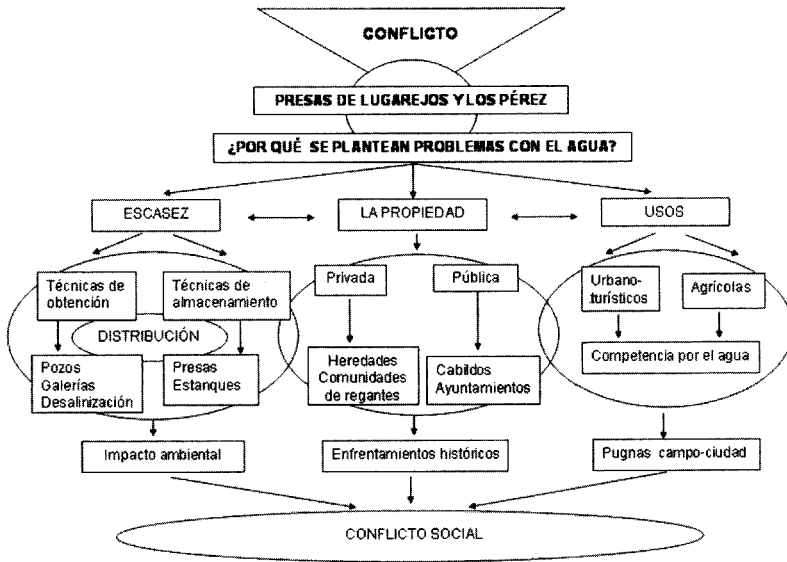 CONFLICTO
PRESAS DE LUGAREJOS Y LOS PÉREZ
¿POR QUÉ SE PLANTEAN PROBLEMAS CON EL AGUA?
ESCASEZ
LA PROPIEDAD
USOS
Técnicas de
obtención
Técnicas de
almacenamiento
Privada
Pública
Urbano-
turísticos
Agrícolas
DISTRIBUCIÓN
Pozos
Galerías
Desalinización
Presas
Estanques
Heredades
Comunidades
de regantes
Cabildos
Ayuntamientos
Competencia por el agua
Impacto ambiental
Enfrentamientos históricos
Pugnas campo-ciudad
CONFLICTO SOCIAL